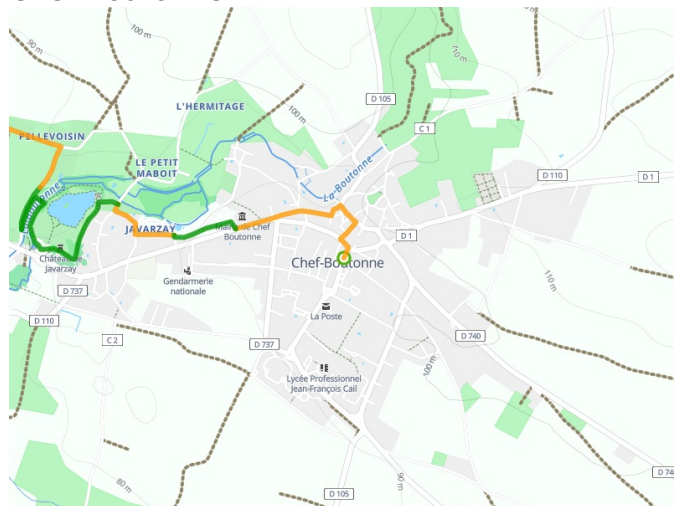 90 m
100 m
110 m
D 105
L'HERMITAGE
100 m
C 1
PELLEVOISIN
LE PETIT
MABOIT
La Boutonne
D 110
D 1
JAVARZAY
Mairie de Chef
Boutonne
D 1
Château de
Javarzay
Chef-Boutonne
Gendarmerie
nationale
110 m
D 737
La Poste
D 110
C 2
D 737
D 740
100 m
Lycée Professionnel
Jean-François Cail
D 740
80 m
90 m
D 105